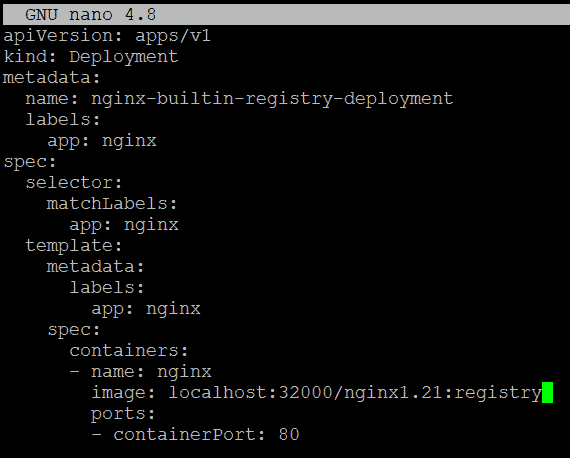 GNU nano 4.8
apiVersion: apps/v1
kind: Deployment
metadata:
  name: nginx-builtin-registry-deployment
  labels:
    app: nginx
spec:
  selector:
    matchLabels:
      app: nginx
  template:
    metadata:
      labels:
        app: nginx
    spec:
      containers:
      - name: nginx
        image: localhost:32000/nginx1.21:registry
        ports:
        - containerPort: 80